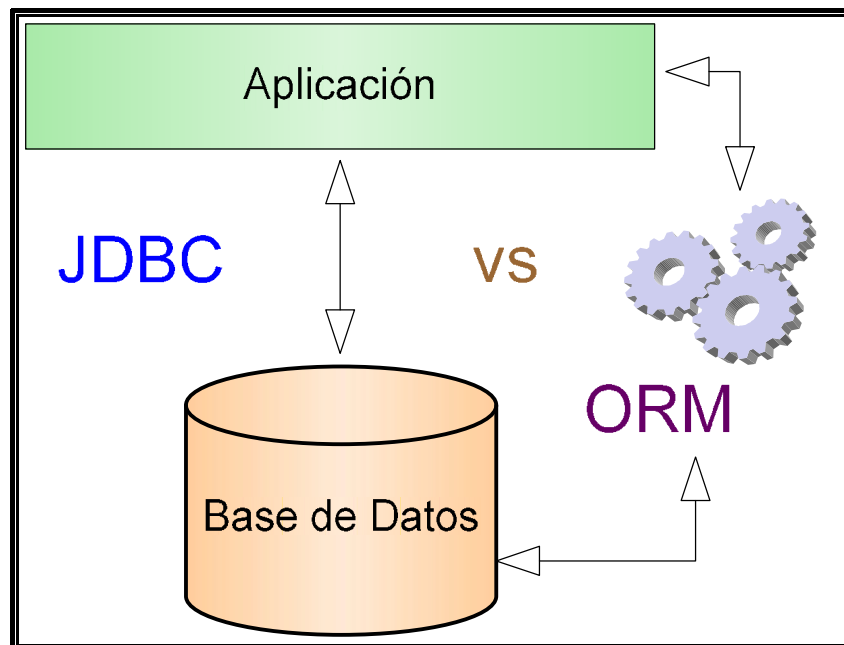 Aplicación
JDBC
vs
ORM
Base de Datos